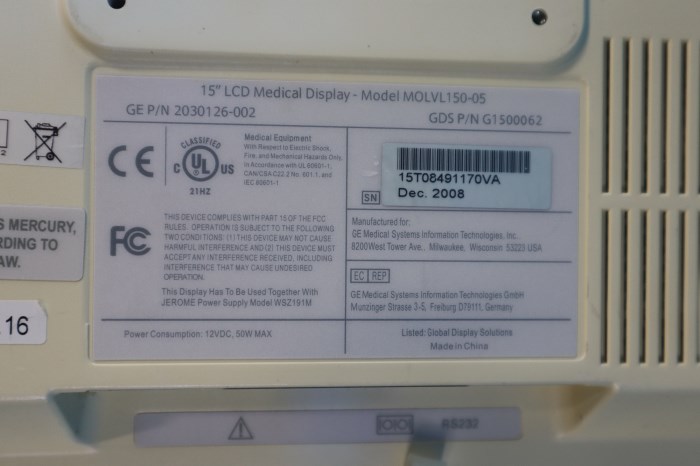 15" LCD Medical Display - Model MOLVL150-05
GE P/N 2030126-002
GDS P/N G1500062
CE
CLASSIFIED
C UL US
21HZ
Medical Equipment
With Respect to Electric Shock,
Fire, and Mechanical Hazards Only,
in Accordance with UL 60601-1,
CAN/CSA C22.2 No. 601.1, and
IEC 60601-1
SN
15T08491170VA
Dec. 2008
2
S MERCURY,
RDING TO
AW.
FC
THIS DEVICE COMPLIES WITH PART 15 OF THE FCC
RULES. OPERATION IS SUBJECT TO THE FOLLOWING
TWO CONDITIONS: (1) THIS DEVICE MAY NOT CAUSE
HARMFUL INTERFERENCE AND (2) THIS DEVICE MUST
ACCEPT ANY INTERFERENCE RECEIVED, INCLUDING
INTERFERENCE THAT MAY CAUSE UNDESIRED
OPERATION.
This Display Has To Be Used Together With
JEROME Power Supply Model WSZ191M
Manufactured for:
GE Medical Systems Information Technologies, Inc.
8200 West Tower Ave., Milwaukee, Wisconsin 53223 USA
EC REP
GE Medical Systems Information Technologies GmbH
Munzinger Strasse 3-5, Freiburg D79111, Germany
.16
Power Consumption: 12VDC, 50W MAX
Listed: Global Display Solutions
Made in China
RS232